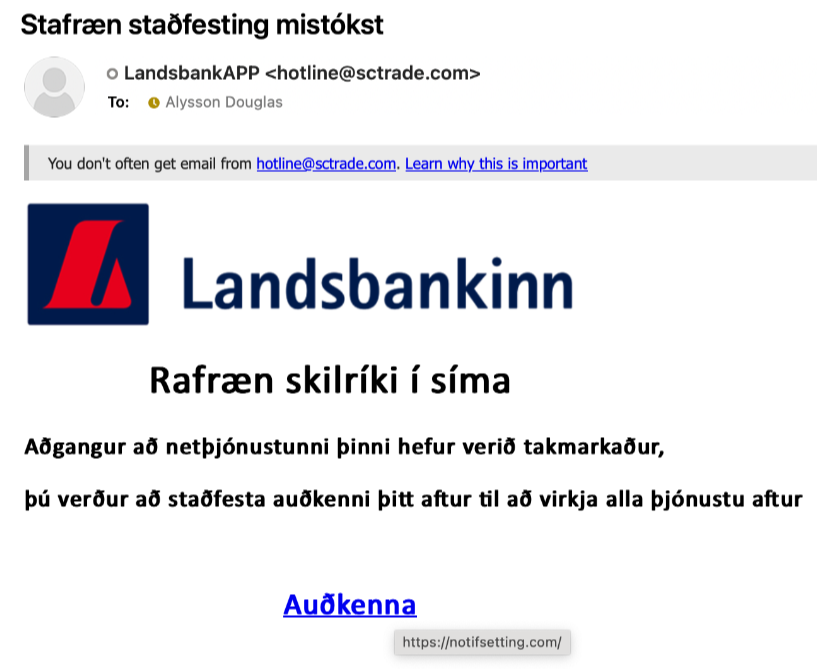 Stafræn staðfesting mistókst
LandsbankAPP <hotline@sctrade.com>
To: Alysson Douglas
You don't often get email from hotline@sctrade.com. Learn why this is important
Landsbankinn
Rafræn skilríki í síma
Aðgangur að netþjónustunni þinni hefur verið takmarkaður,
þú verður að staðfesta auðkenni þitt aftur til að virkja alla þjónustu aftur
Auðkenna
https://notifsetting.com/